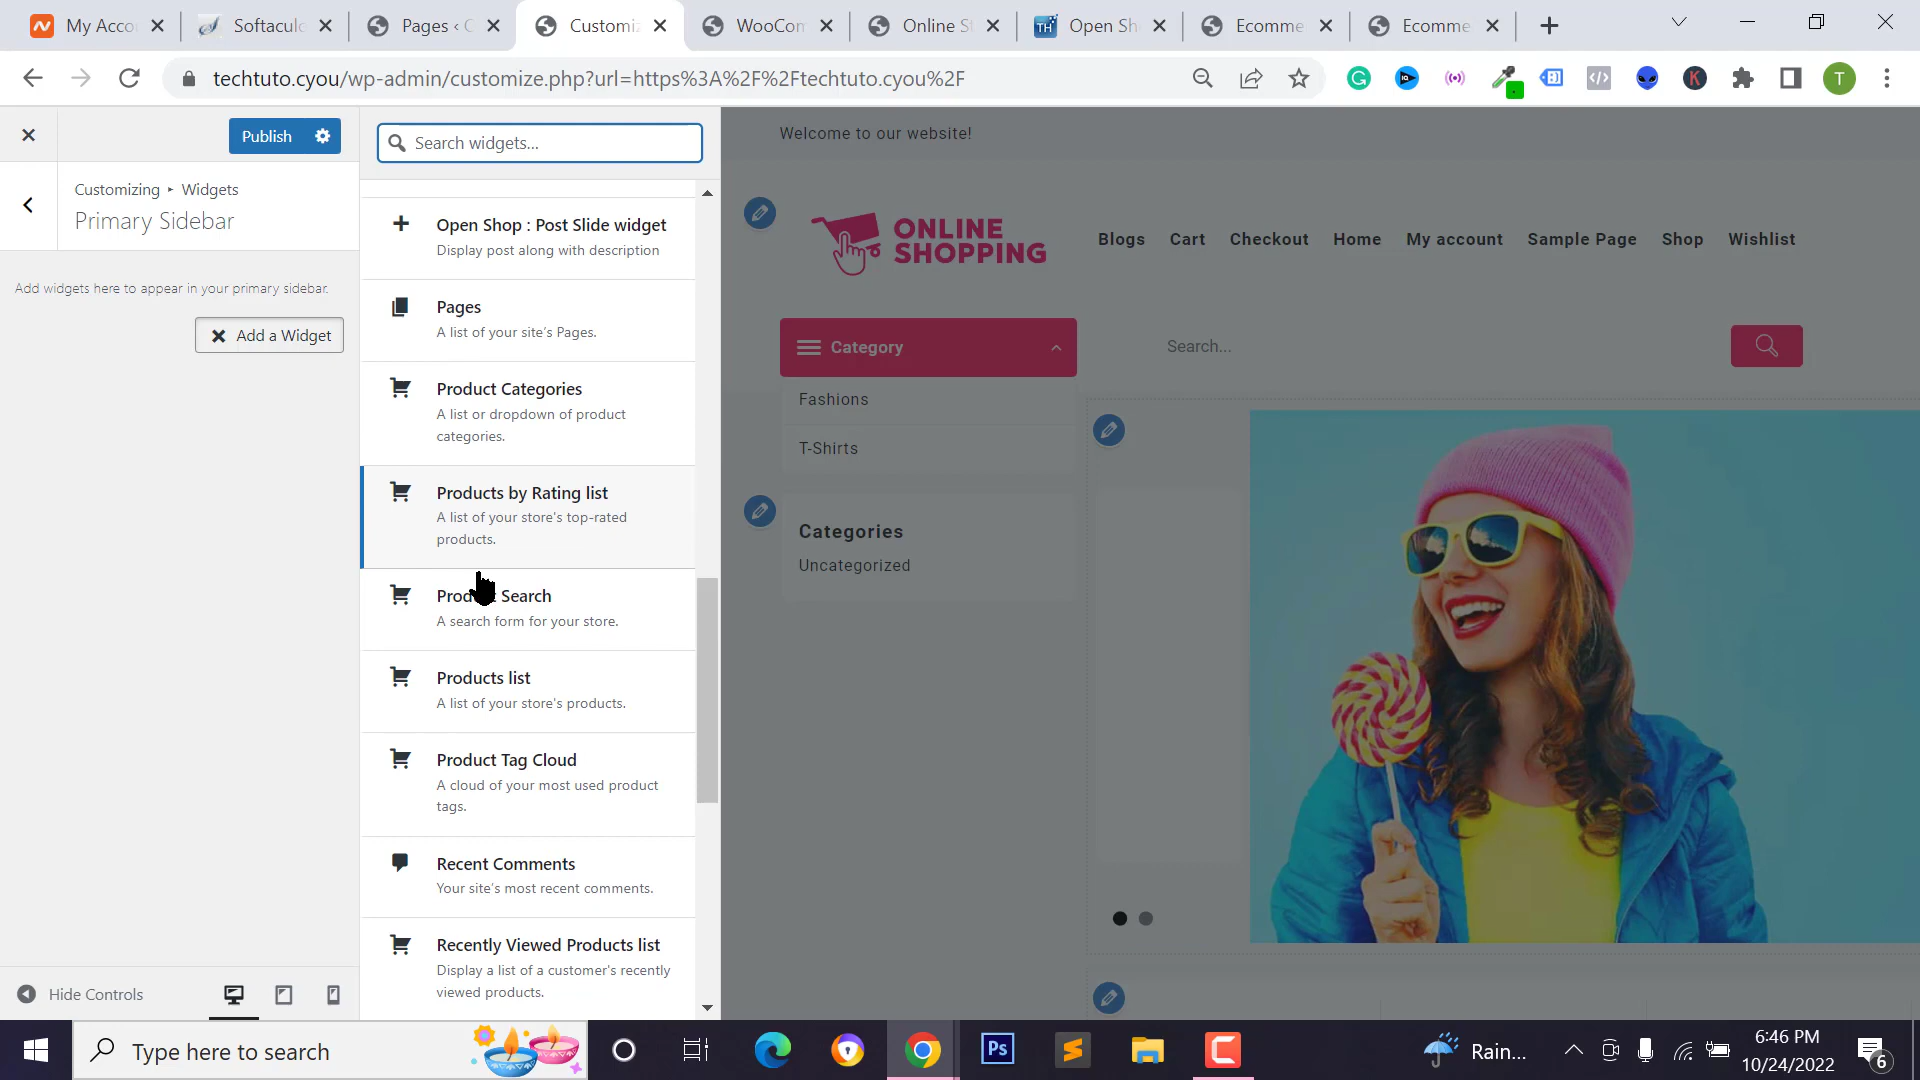 My Acco
Softacul
Pages ‹ C
Customiz
WooCom
Online S
Open Sh
Ecomme
Ecomme
techtuto.cyou/wp-admin/customize.php?url=https%3A%2F%2Ftechtuto.cyou%2F
Publish
Customizing ▸ Widgets
Primary Sidebar
Add widgets here to appear in your primary sidebar.
Add a Widget
Hide Controls
Search widgets...
Open Shop : Post Slide widget
Display post along with description
Pages
A list of your site's Pages.
Product Categories
A list or dropdown of product
categories.
Products by Rating list
A list of your store's top-rated
products.
Search
A search form for your store.
Products list
A list of your store's products.
Product Tag Cloud
A cloud of your most used product
tags.
Recent Comments
Your site's most recent comments.
Recently Viewed Products list
Display a list of a customer's recently
viewed products.
Welcome to our website!
ONLINE
SHOPPING
Blogs Cart Checkout Home My account Sample Page Shop Wishlist
Category
Search...
Fashions
T-Shirts
Categories
Uncategorized
Type here to search
Ps
Rain...
6:46 PM
10/24/2022
6